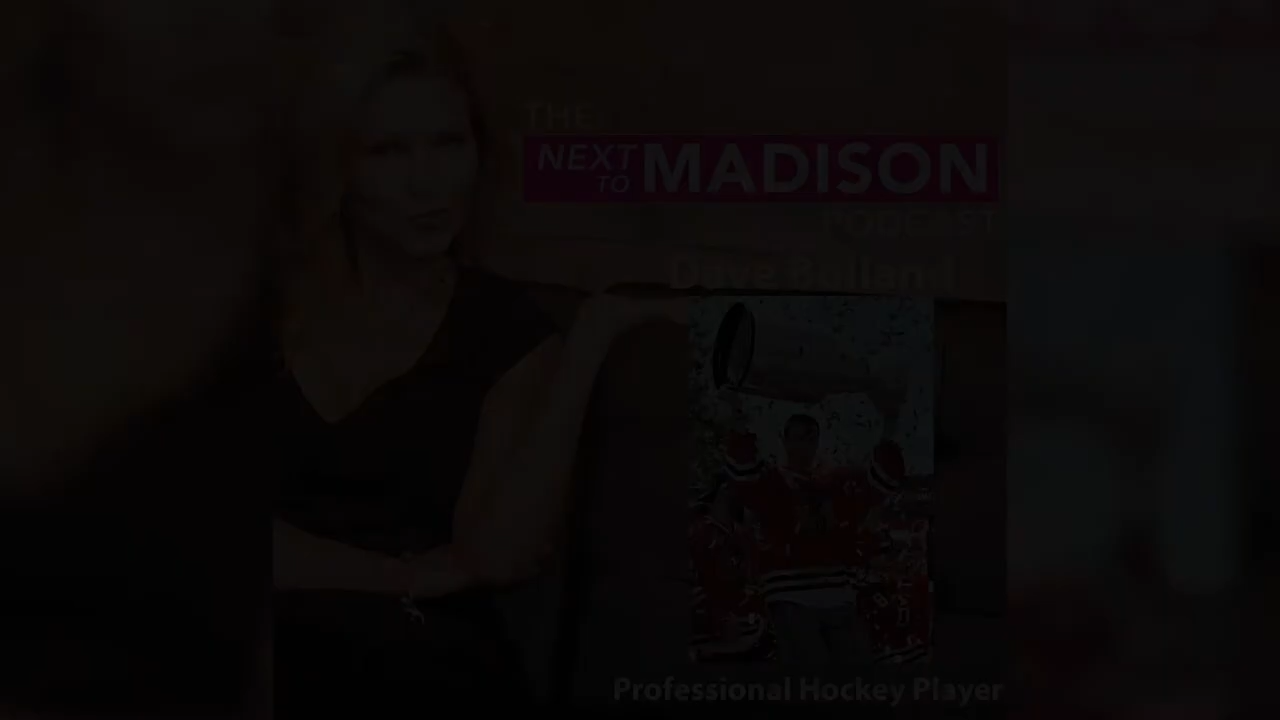 THE
NEXT TO MADISON
PODCAST
Dave Bolland
Professional Hockey Player